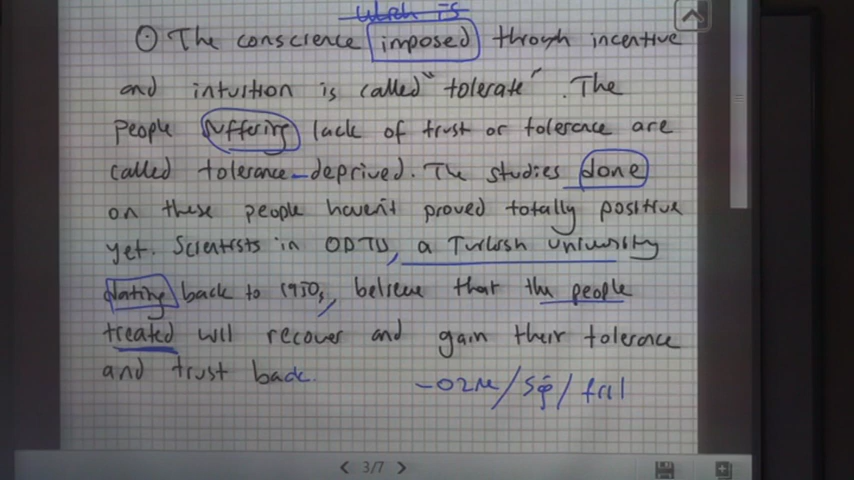 which is
⊙ The conscience imposed through incentive
and intuition is called "tolerate". The
people suffering lack of trust or tolerance are
called tolerance-deprived. The studies done
on these people haven't proved totally positive
yet. Scientists in ODTÜ, a Turkish university
dating back to 1950s, believe that the people
treated will recover and gain their tolerance
and trust back.
/ /
< 3/7 >